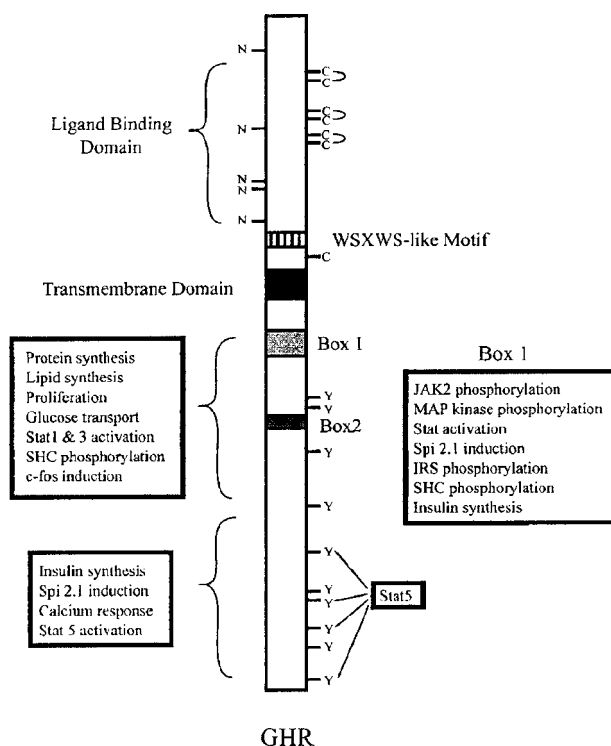 N
C
C
C
C
Ligand Binding
Domain
N
C
C
N
N
N
WSXWS-like Motif
C
Transmembrane Domain
Box 1
Protein synthesis
Lipid synthesis
Proliferation
Glucose transport
Stat1 & 3 activation
SHC phosphorylation
c-fos induction
Y
Y
Box2
Y
Y
Box 1
JAK2 phosphorylation
MAP kinase phosphorylation
Stat activation
Spi 2.1 induction
IRS phosphorylation
SHC phosphorylation
Insulin synthesis
Insulin synthesis
Spi 2.1 induction
Calcium response
Stat 5 activation
Y
Y
Y
Y
Y
Y
Stat5
GHR